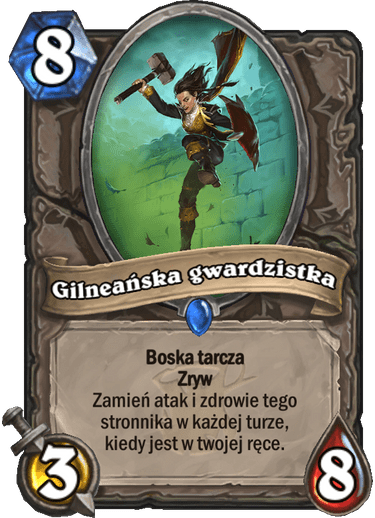 8
Gilneańska gwardzistka
Boska tarcza
Zryw
Zamień atak i zdrowie tego
stronnika w każdej turze,
kiedy jest w twojej ręce.
3
8